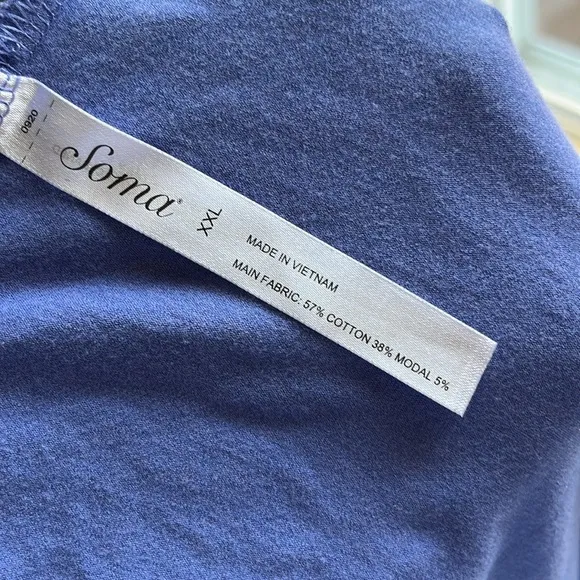 0920
Soma®
XXL
MADE IN VIETNAM
MAIN FABRIC: 57% COTTON 38% MODAL 5%